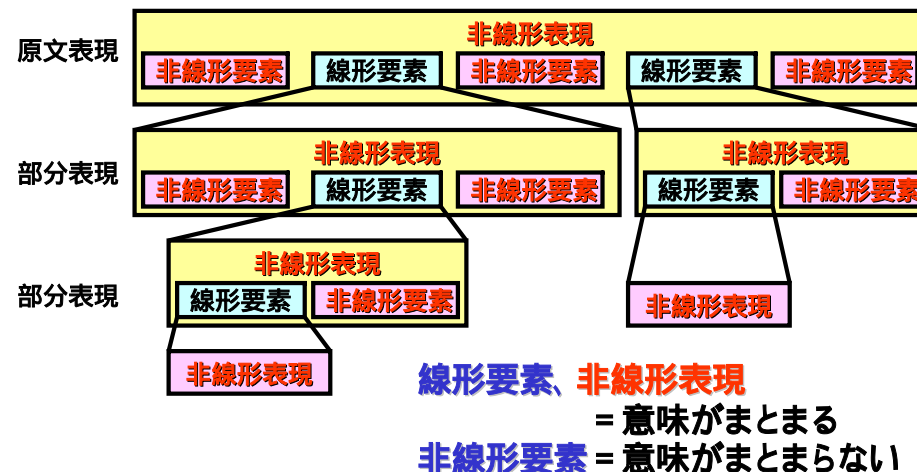 非線形表現
原文表現
非線形要素 線形要素 非線形要素 線形要素 非線形要素
非線形表現 非線形表現
部分表現
非線形要素 線形要素 非線形要素 線形要素 非線形要素
非線形表現
部分表現
線形要素 非線形要素 非線形表現
非線形表現
線形要素、非線形表現
=意味がまとまる
非線形要素=意味がまとまらない